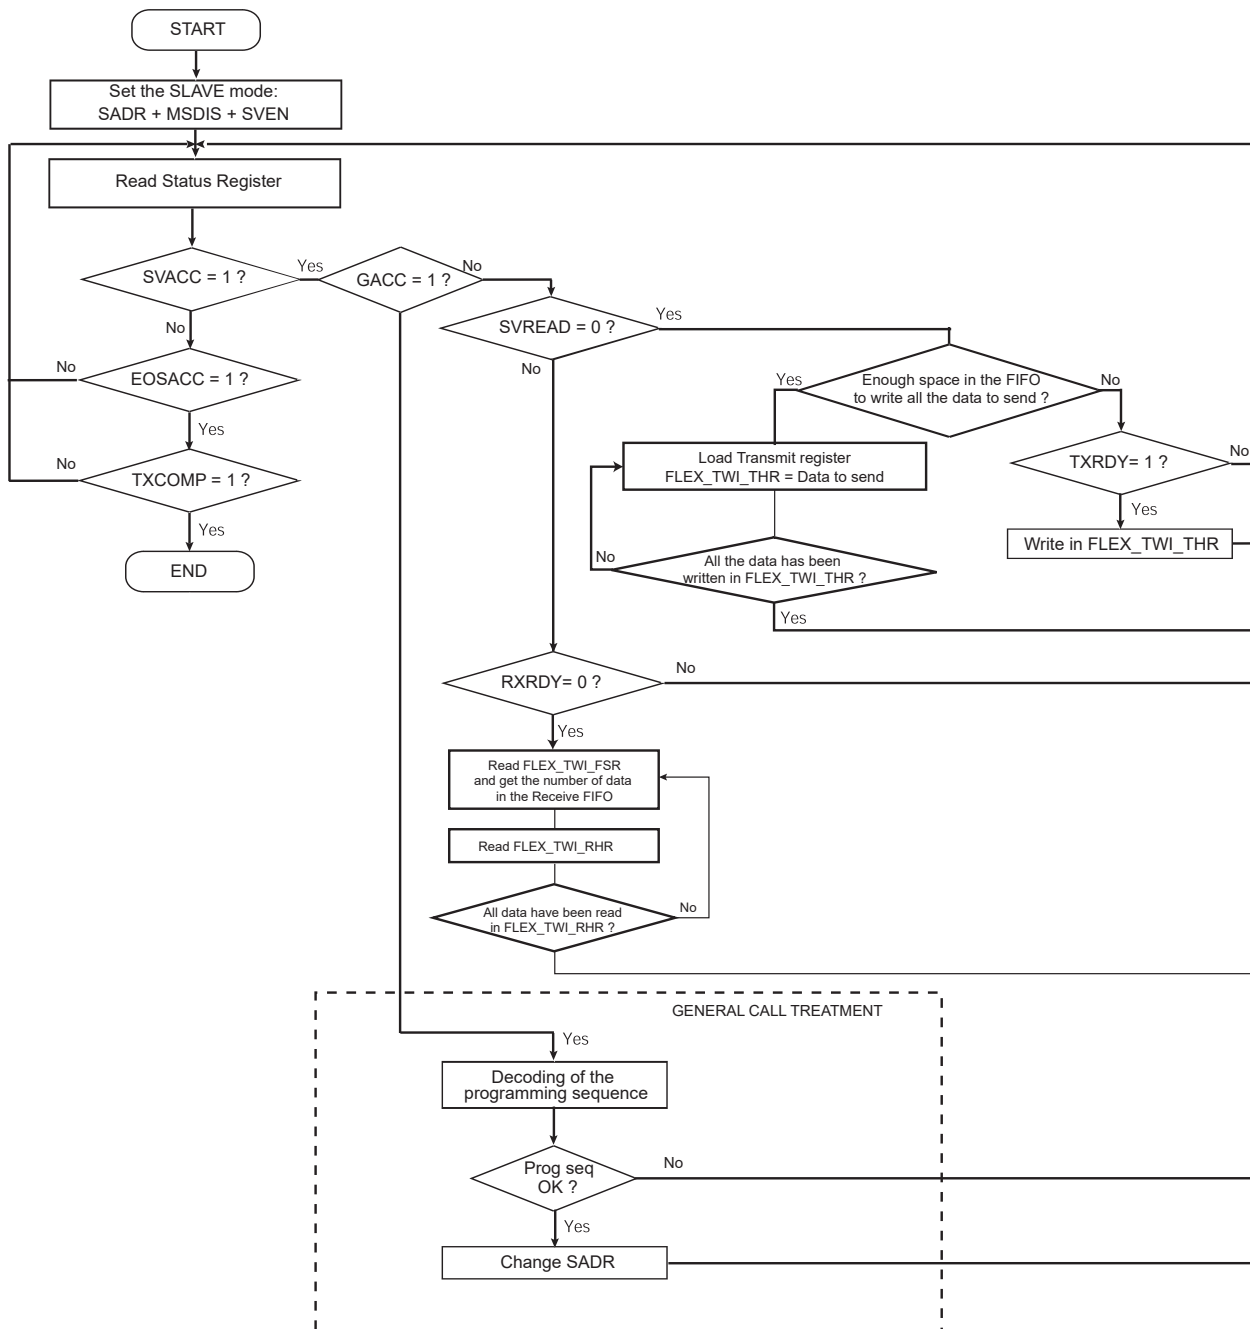 START
Set the SLAVE mode:
SADR + MSDIS + SVEN
Read Status Register
SVACC = 1 ?
Yes
GACC = 1 ?
No
SVREAD = 0 ?
Yes
No
No
EOSACC = 1 ?
No
Yes
TXCOMP = 1 ?
No
Yes
END
Enough space in the FIFO
to write all the data to send ?
Yes
No
Load Transmit register
FLEX_TWI_THR = Data to send
TXRDY= 1 ?
No
Yes
Write in FLEX_TWI_THR
All the data has been
written in FLEX_TWI_THR ?
No
Yes
RXRDY= 0 ?
No
Yes
Read FLEX_TWI_FSR
and get the number of data
in the Receive FIFO
Read FLEX_TWI_RHR
All data have been read
in FLEX_TWI_RHR ?
No
GENERAL CALL TREATMENT
Yes
Decoding of the
programming sequence
Prog seq
OK ?
No
Yes
Change SADR